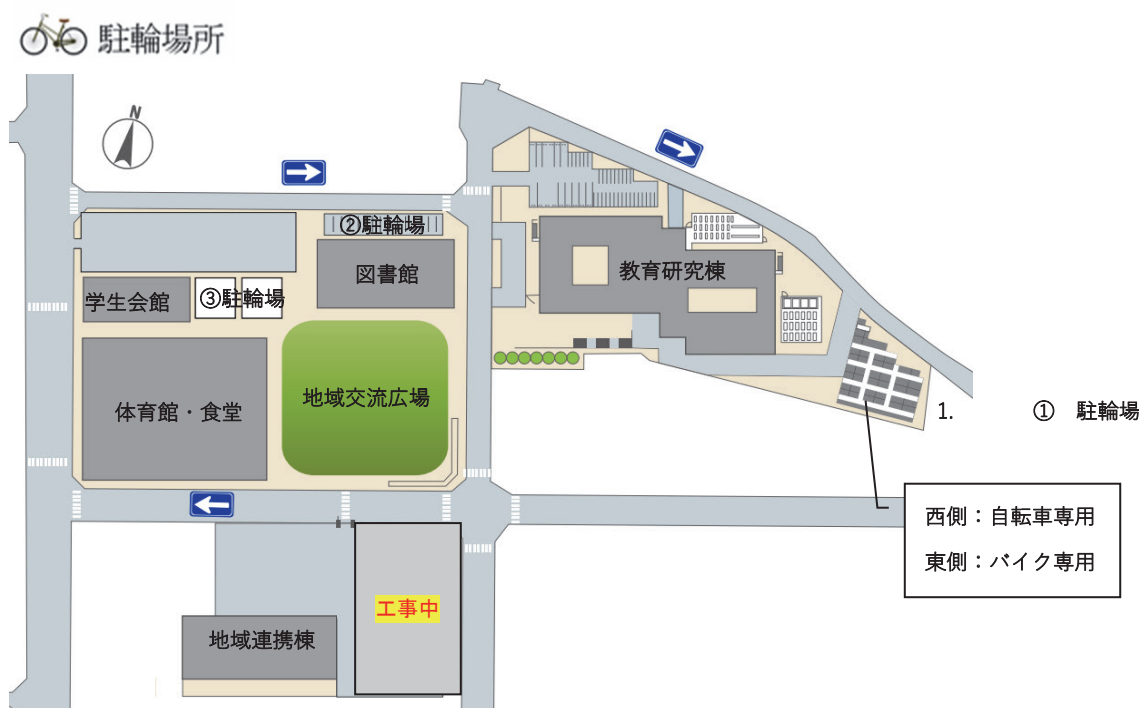 駐輪場所
N
②駐輪場
図書館
教育研究棟
学生会館
③駐輪場
体育館・食堂
地域交流広場
1. ① 駐輪場
西側：自転車専用
東側：バイク専用
工事中
地域連携棟